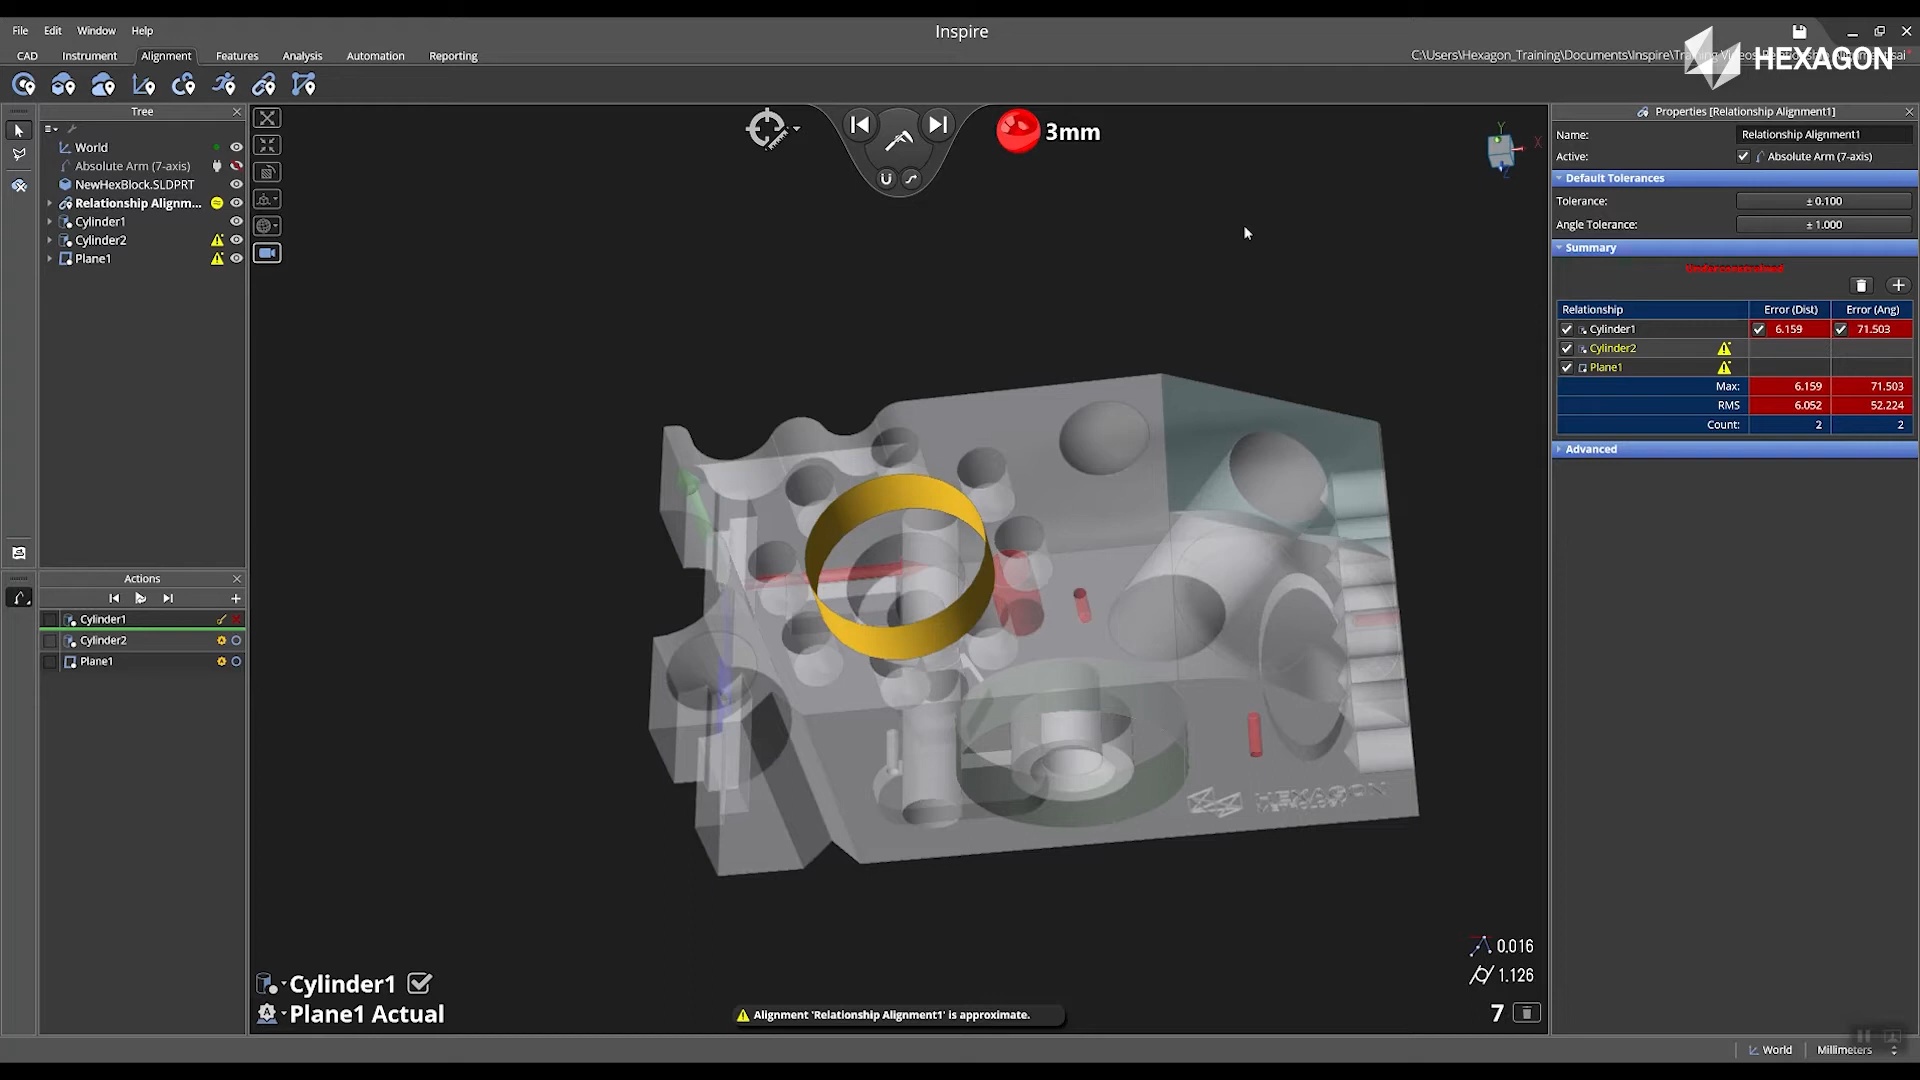 File Edit Window Help
Inspire
CAD Instrument Alignment Features Analysis Automation Reporting
HEXAGON
Tree
World
Absolute Arm (7-axis)
NewHexBlock.SLDPRT
Relationship Alignm...
Cylinder1
Cylinder2
Plane1
3mm
Y
X
Z
Properties [Relationship Alignment1]
Name: Relationship Alignment1
Active: Absolute Arm (7-axis)
Default Tolerances
Tolerance: ± 0.100
Angle Tolerance: ± 1.000
Summary
Underconstrained
Relationship Error (Dist) Error (Ang)
Cylinder1 6.159 71.503
Cylinder2
Plane1
Max: 6.159 71.503
RMS 6.052 52.224
Count: 2 2
Advanced
Actions
Cylinder1
Cylinder2
Plane1
HEXAGON
0.016
1.126
7
Cylinder1
Plane1 Actual
Alignment 'Relationship Alignment1' is approximate.
World Millimeters